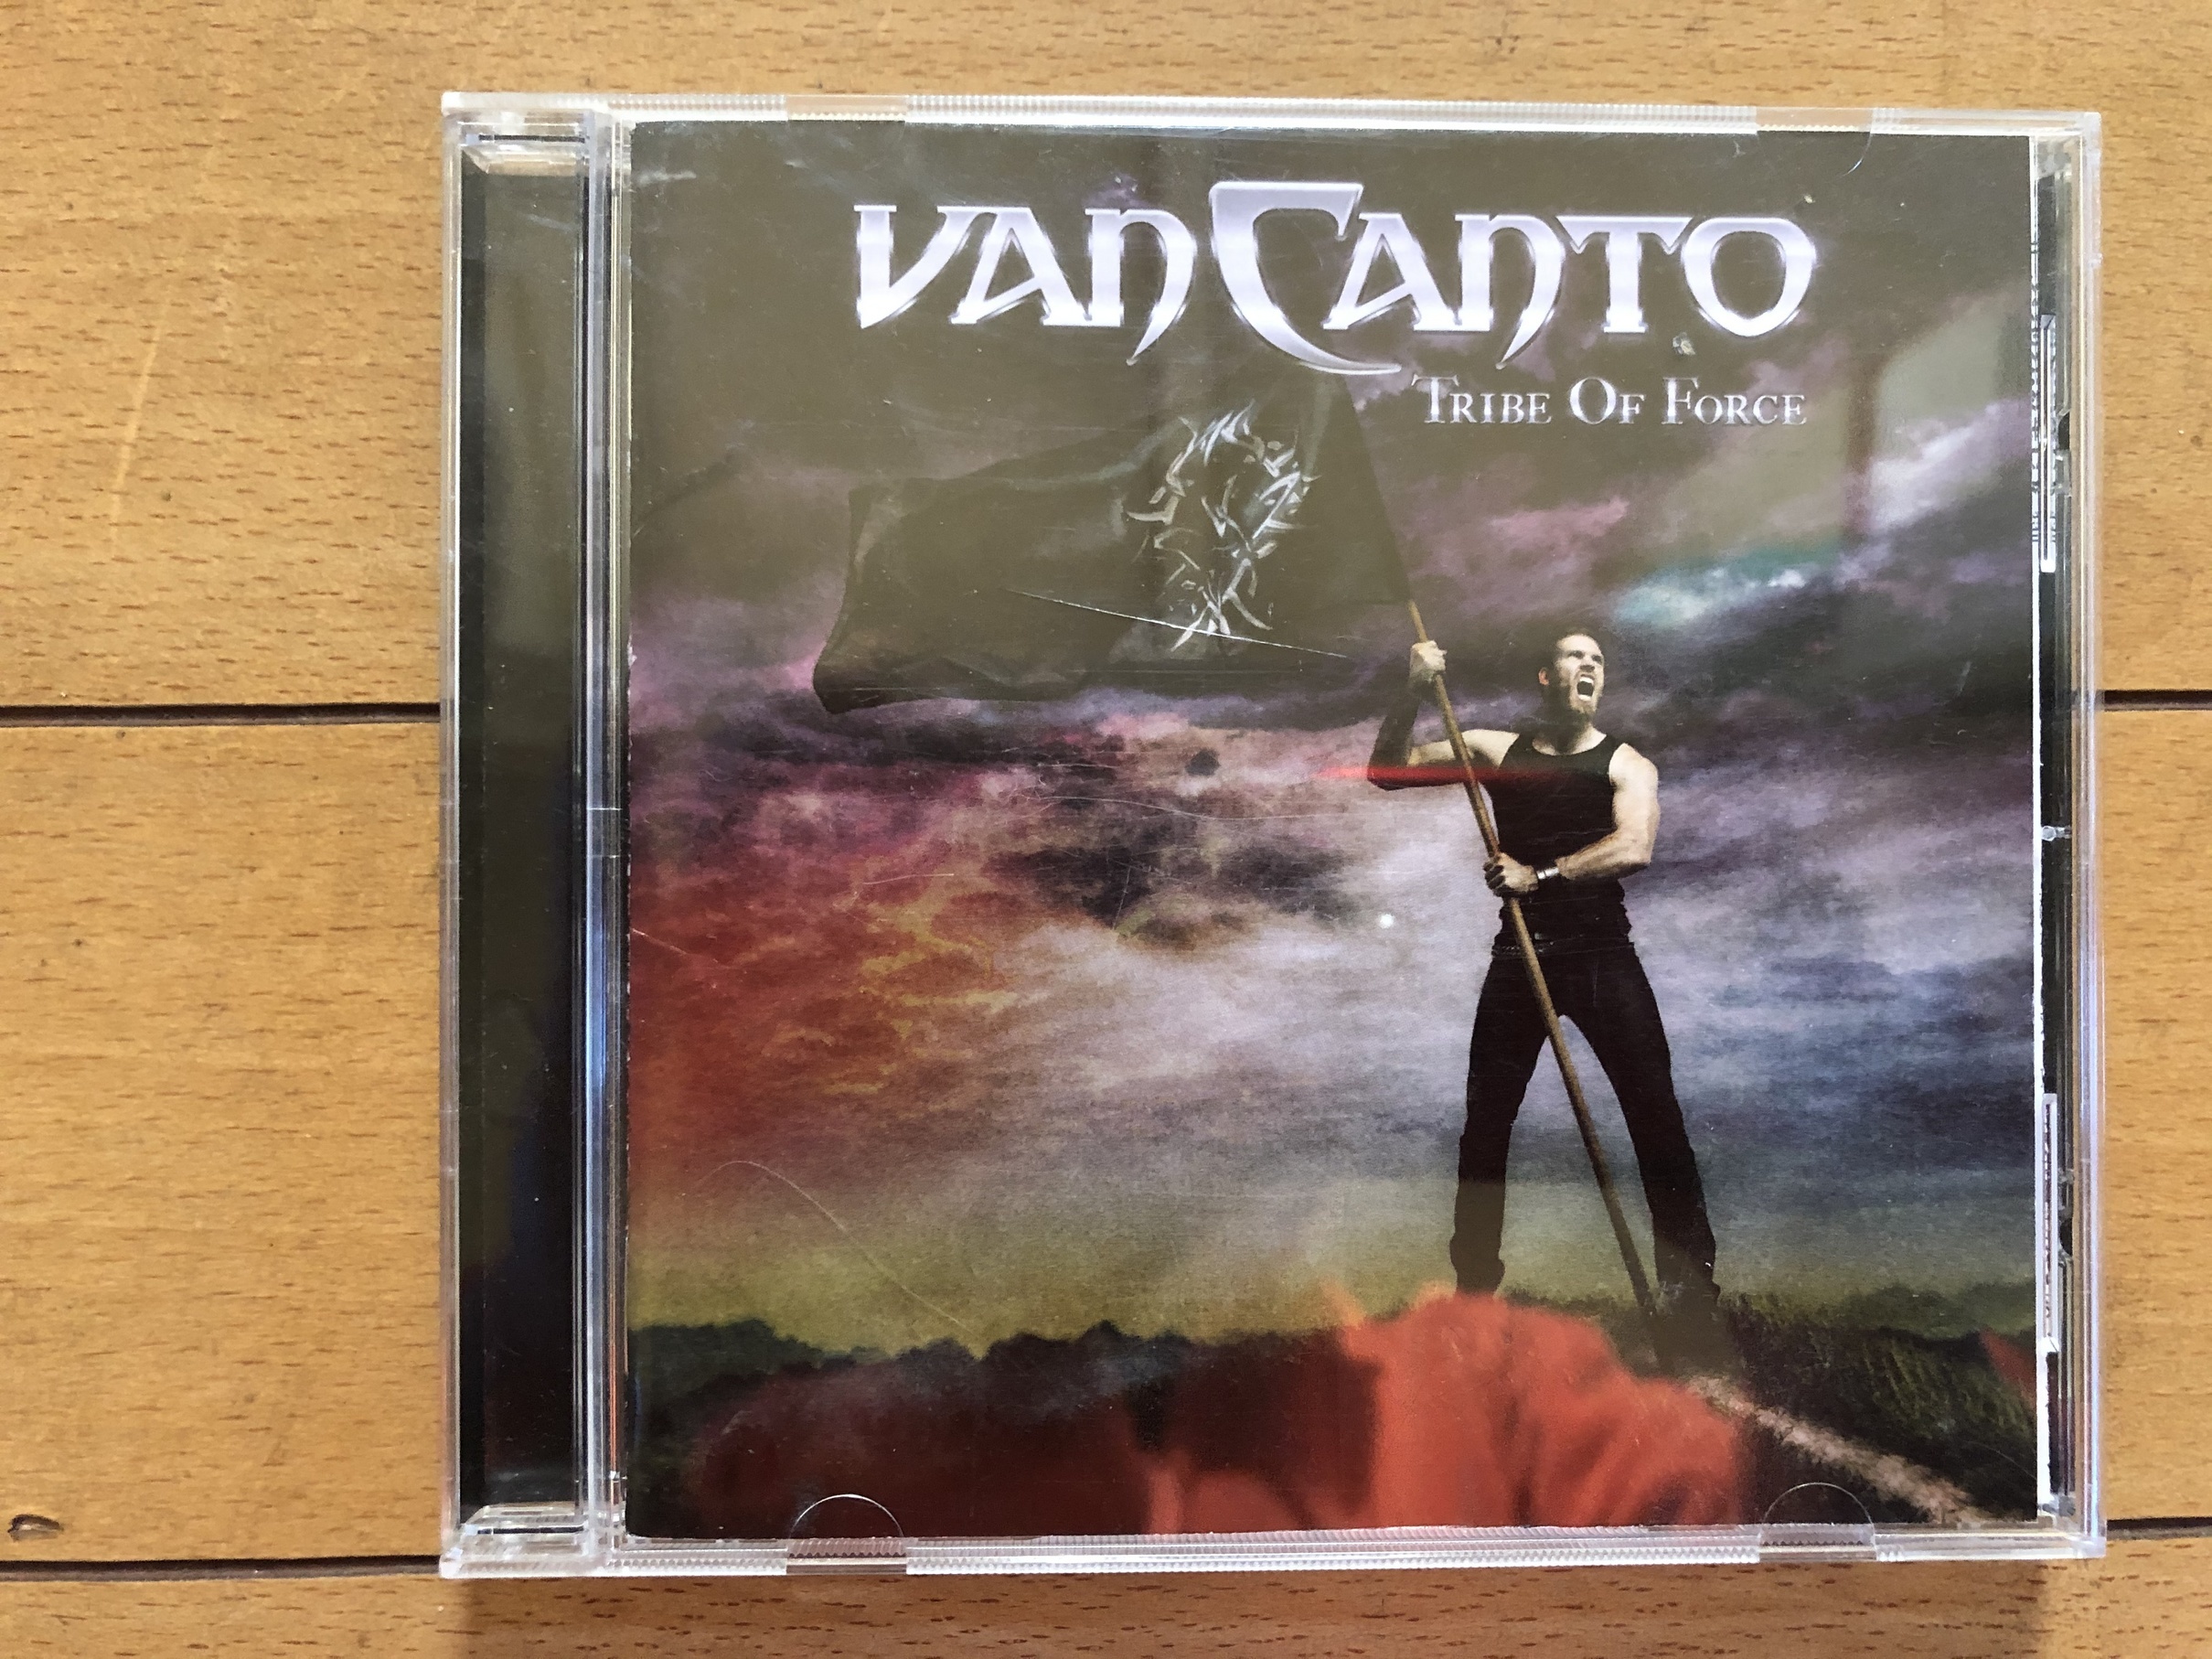 van Canto
Tribe Of Force